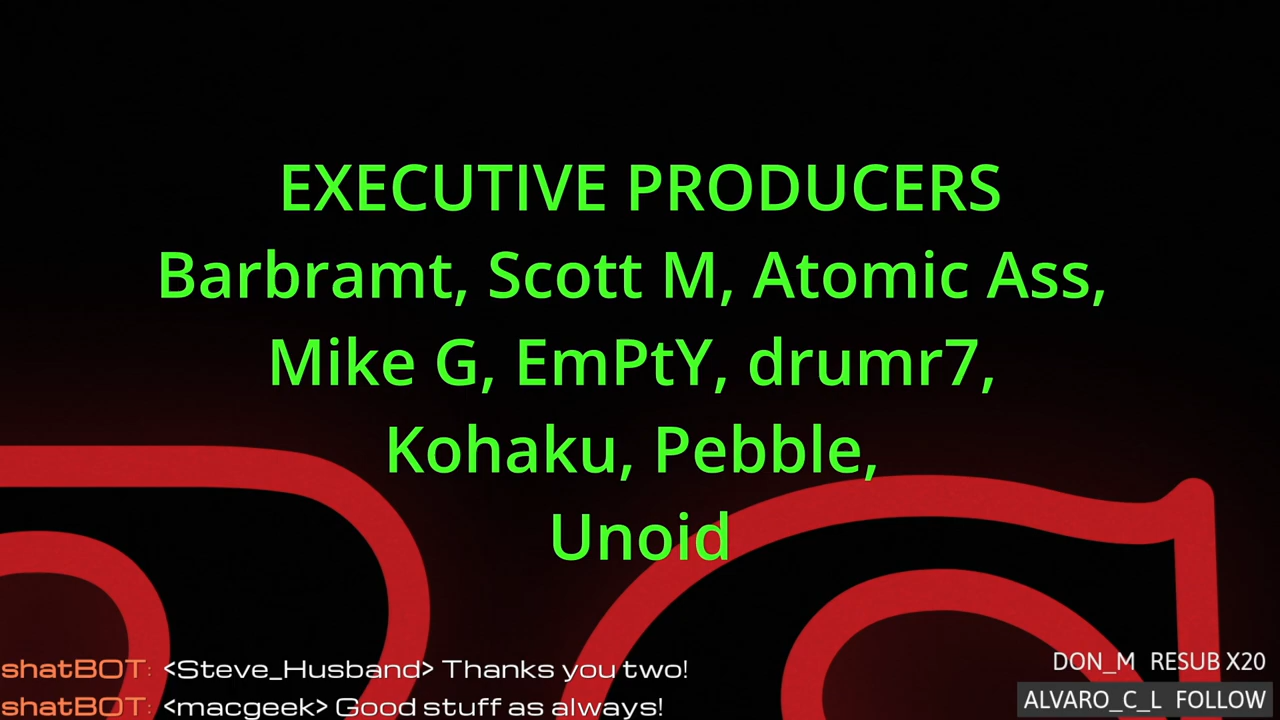 EXECUTIVE PRODUCERS
Barbramt, Scott M, Atomic Ass,
Mike G, EmPtY, drumr7,
Kohaku, Pebble,
Unoid
shatBOT: <Steve_Husband> Thanks you two!
shatBOT: <macgeek> Good stuff as always!
DON_M RESUB X20
ALVARO_C_L FOLLOW